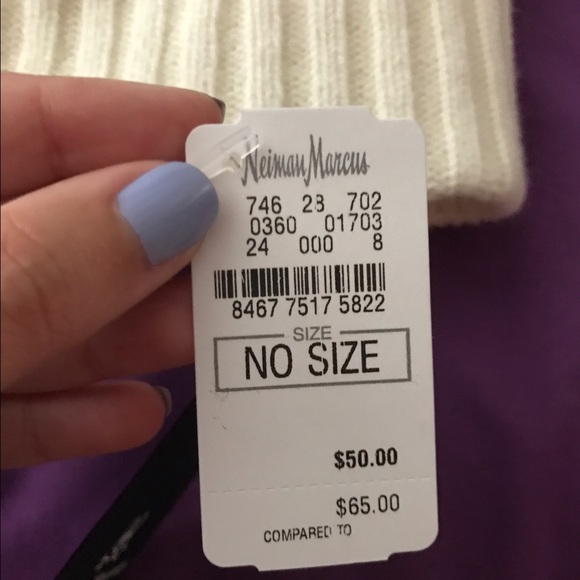 Neiman Marcus
746 23 702
0360 01703
24 000 8
8467 7517 5822
SIZE
NO SIZE
$50.00
$65.00
COMPARED TO